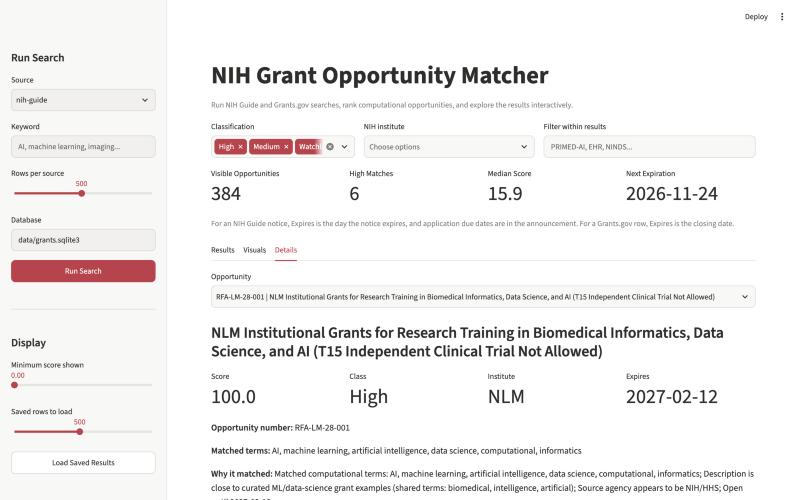 Deploy
Run Search
Source
nih-guide
Keyword
AI, machine learning, imaging...
Rows per source
500
Database
data/grants.sqlite3
Run Search
Display
Minimum score shown
0.00
Saved rows to load
500
Load Saved Results
NIH Grant Opportunity Matcher
Run NIH Guide and Grants.gov searches, rank computational opportunities, and explore the results interactively.
Classification
NIH institute
Filter within results
High × Medium × Watch
Choose options
PRIMED-AI, EHR, NINDS...
Visible Opportunities
High Matches
Median Score
Next Expiration
384
6
15.9
2026-11-24
For an NIH Guide notice, Expires is the day the notice expires, and application due dates are in the announcement. For a Grants.gov row, Expires is the closing date.
Results Visuals Details
Opportunity
RFA-LM-28-001 | NLM Institutional Grants for Research Training in Biomedical Informatics, Data Science, and AI (T15 Independent Clinical Trial Not Allowed)
NLM Institutional Grants for Research Training in Biomedical Informatics, Data
Science, and AI (T15 Independent Clinical Trial Not Allowed)
Score
Class
Institute
Expires
100.0
High
NLM
2027-02-12
Opportunity number: RFA-LM-28-001
Matched terms: AI, machine learning, artificial intelligence, data science, computational, informatics
Why it matched: Matched computational terms: AI, machine learning, artificial intelligence, data science, computational, informatics; Description is
close to curated ML/data-science grant examples (shared terms: biomedical, intelligence, artificial); Source agency appears to be NIH/HHS; Open